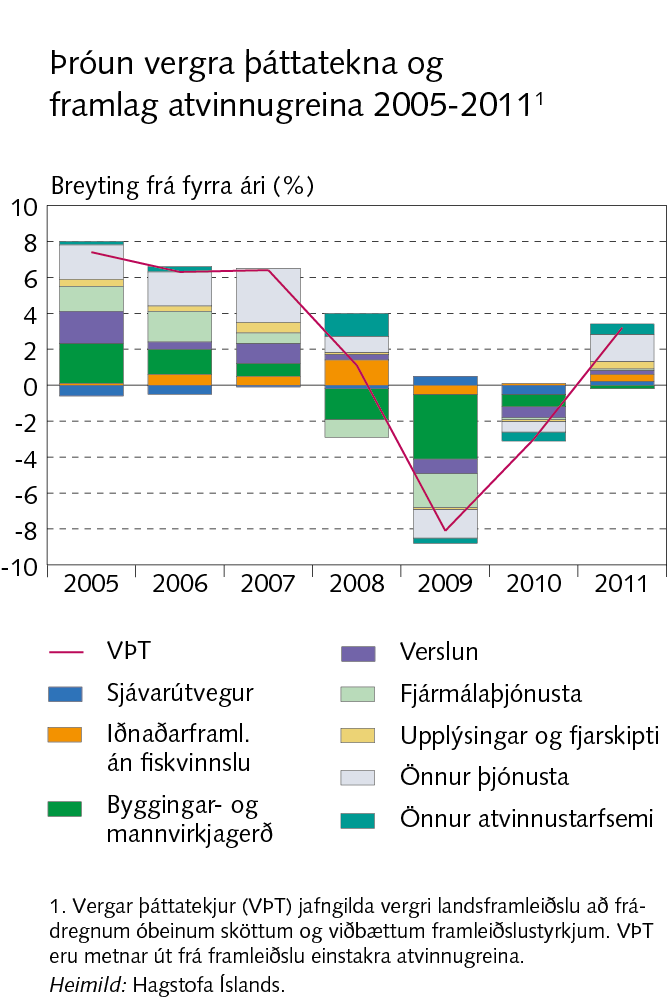 Þróun vergra þáttatekna og
framlag atvinnugreina 2005-2011¹
Breyting frá fyrra ári (%)
10
8
6
4
2
0
-2
-4
-6
-8
-10
2005 2006 2007 2008 2009 2010 2011
VÞT
Sjávarútvegur
Iðnaðarframl.
án fiskvinnslu
Byggingar- og
mannvirkjagerð
Verslun
Fjármálaþjónusta
Upplýsingar og fjarskipti
Önnur þjónusta
Önnur atvinnustarfsemi
1. Vergar þáttatekjur (VÞT) jafngilda vergri landsframleiðslu að frá-
dregnum óbeinum sköttum og viðbættum framleiðslustyrkjum. VÞT
eru metnar út frá framleiðslu einstakra atvinnugreina.
Heimild: Hagstofa Íslands.